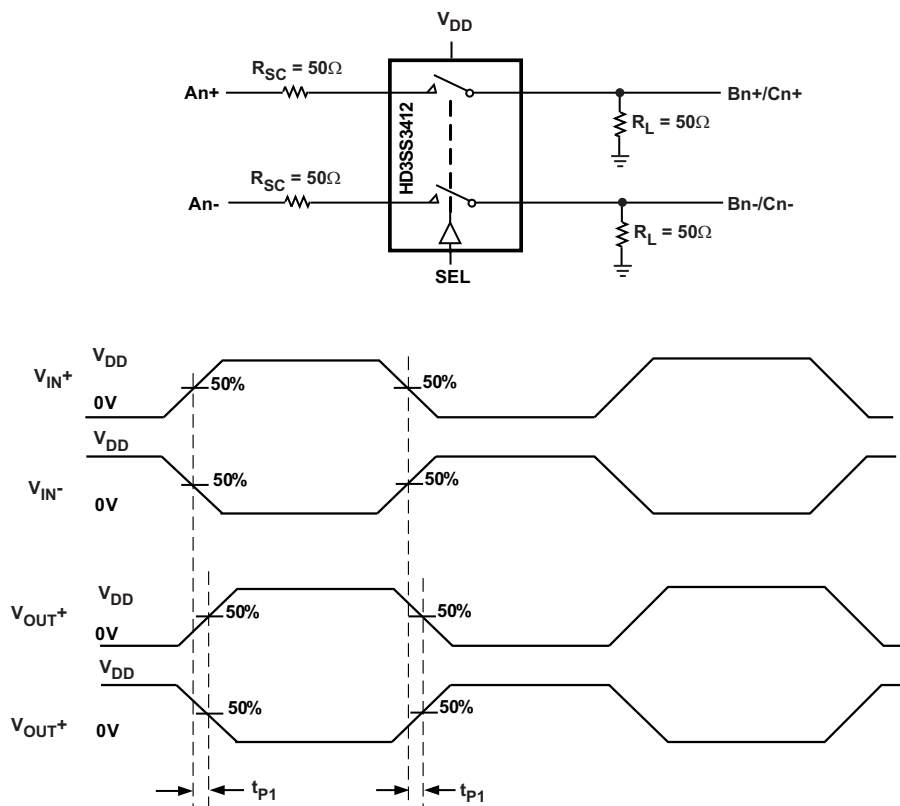 VDD
RSC = 50Ω
An+
Bn+/Cn+
RL = 50Ω
HD3SS3412
RSC = 50Ω
An-
Bn-/Cn-
RL = 50Ω
SEL
VDD
VIN+
50%
50%
0V
VDD
50%
50%
VIN-
0V
VDD
VOUT+
50%
50%
0V
VDD
50%
50%
VOUT+
0V
tP1
tP1